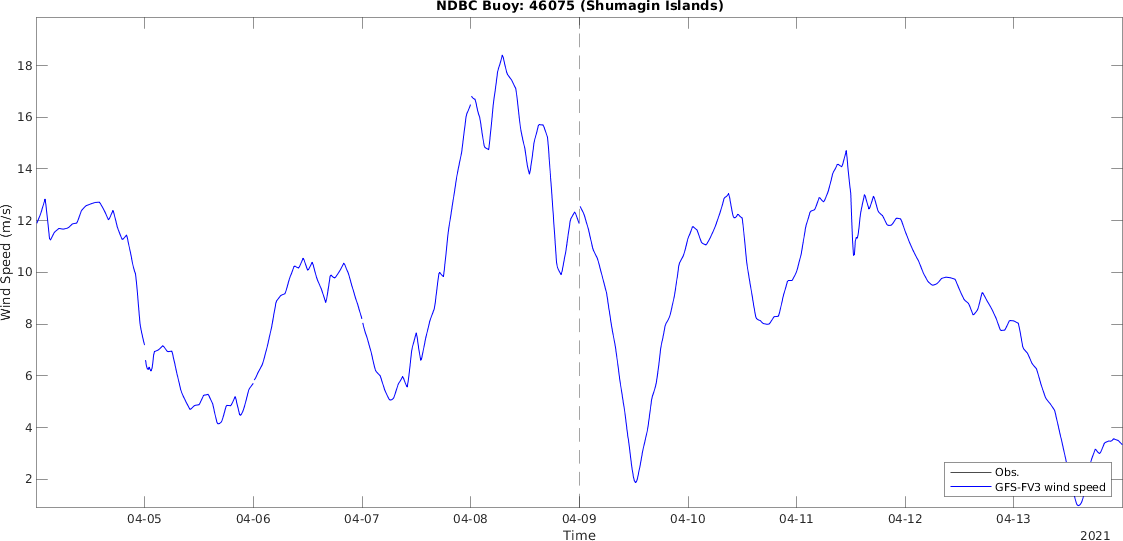 NDBC Buoy: 46075 (Shumagin Islands)
18
16
14
12
10
8
6
4
2
Wind Speed (m/s)
Obs.
GFS-FV3 wind speed
04-05 04-06 04-07 04-08 04-09 04-10 04-11 04-12 04-13
Time
2021